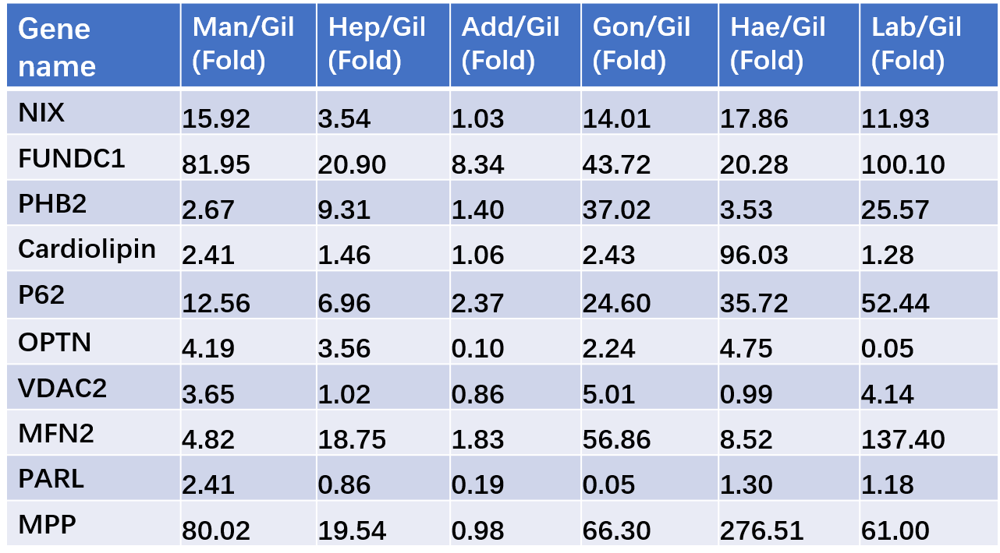 Gene name Man/Gil (Fold) Hep/Gil (Fold) Add/Gil (Fold) Gon/Gil (Fold) Hae/Gil (Fold) Lab/Gil (Fold)
NIX 15.92 3.54 1.03 14.01 17.86 11.93
FUNDC1 81.95 20.90 8.34 43.72 20.28 100.10
PHB2 2.67 9.31 1.40 37.02 3.53 25.57
Cardiolipin 2.41 1.46 1.06 2.43 96.03 1.28
P62 12.56 6.96 2.37 24.60 35.72 52.44
OPTN 4.19 3.56 0.10 2.24 4.75 0.05
VDAC2 3.65 1.02 0.86 5.01 0.99 4.14
MFN2 4.82 18.75 1.83 56.86 8.52 137.40
PARL 2.41 0.86 0.19 0.05 1.30 1.18
MPP 80.02 19.54 0.98 66.30 276.51 61.00